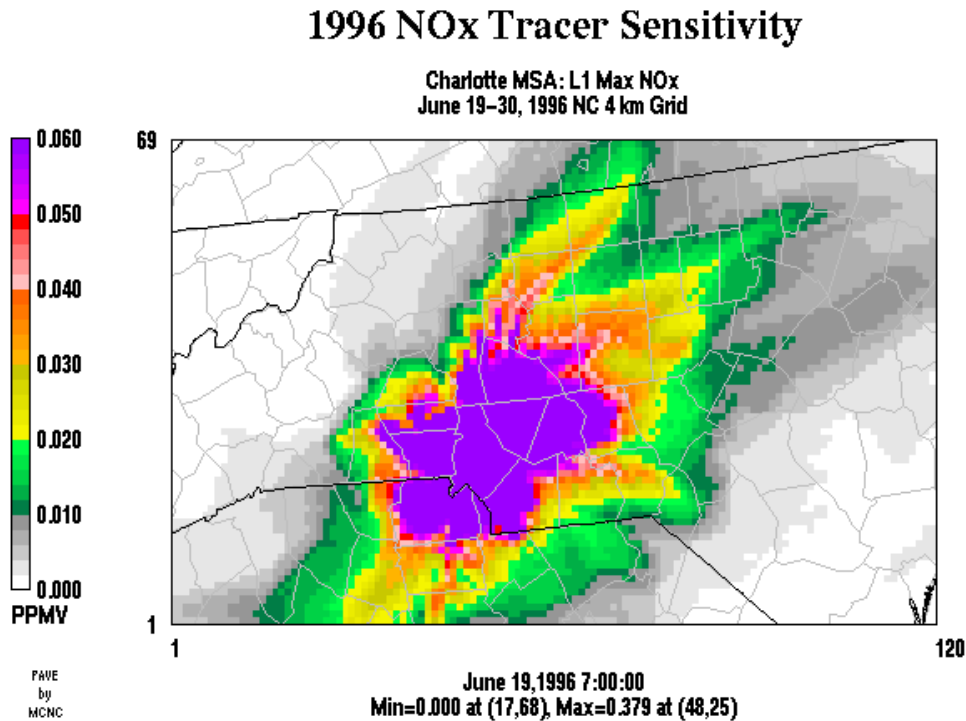 1996 NOx Tracer Sensitivity
Charlotte MSA: L1 Max NOx
June 19-30, 1996 NC 4 km Grid
0.060
0.050
0.040
0.030
0.020
0.010
0.000
PPMV
69
1
1
120
PAVE
by
MCNC
June 19,1996 7:00:00
Min=0.000 at (17,68), Max=0.379 at (48,25)